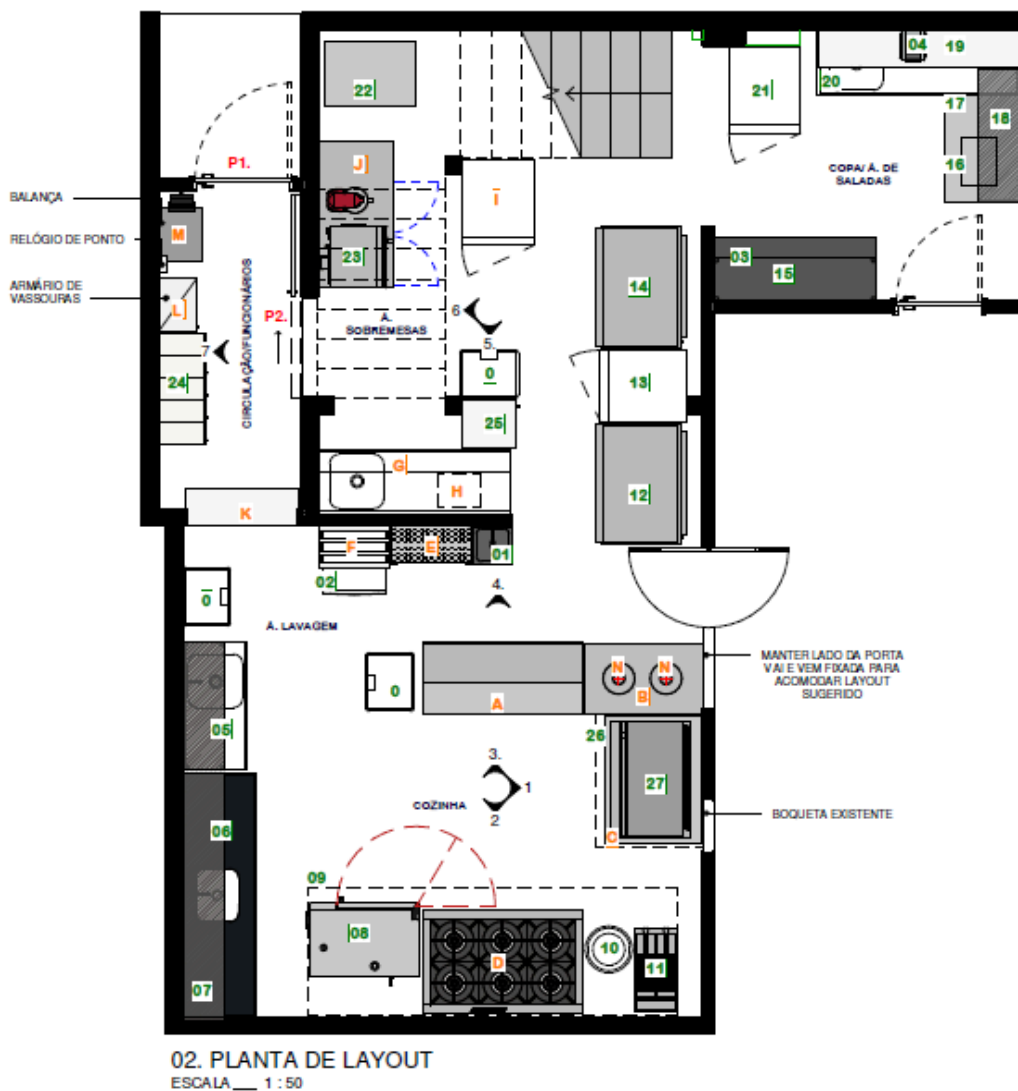 04
19
22
21
20
17
18
P1.
J
COPA/ Á. DE
SALADAS
16
BALANÇA
M
I
RELÓGIO DE PONTO
23
03
15
14
ARMÁRIO DE
VASSOURAS
L
CIRCULAÇÃO/FUNCIONÁRIOS
P2.
Á.
SOBREMESAS
6
5.
7
24
0
13
25
G
H
12
K
F
E
01
02
4.
0
Á. LAVAGEM
0
A
N
N
B
MANTER LADO DA PORTA
VAI E VEM FIXADA PARA
ACOMODAR LAYOUT
SUGERIDO
05
26
3.
1
2
27
COZINHA
C
BOQUETA EXISTENTE
06
09
08
D
10
11
07
02. PLANTA DE LAYOUT
ESCALA___ 1 : 50